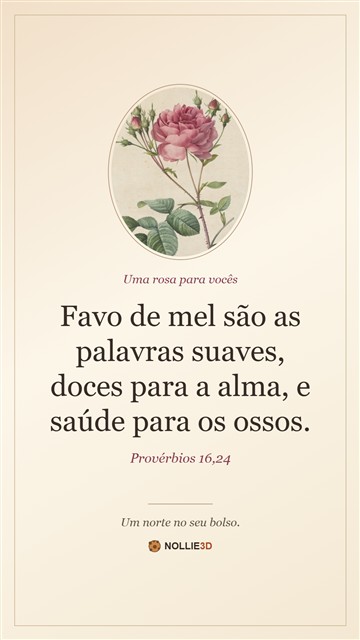 Uma rosa para vocês
Favo de mel são as
palavras suaves,
doces para a alma, e
saúde para os ossos.
Provérbios 16,24
Um norte no seu bolso.
NOLLIE3D